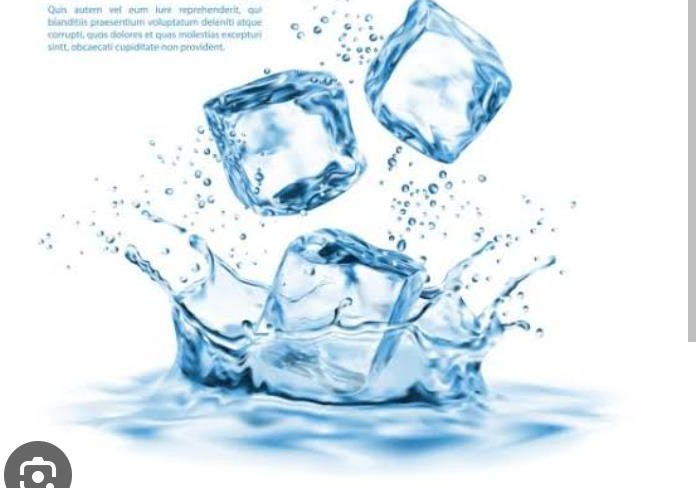 Quis autem vel eum iure reprehenderit, qui
blanditiis praesentium voluptatum deleniti atque
corrupti, quos dolores et quas molestias excepturi
sintt, obcaecati cupiditate non provident.